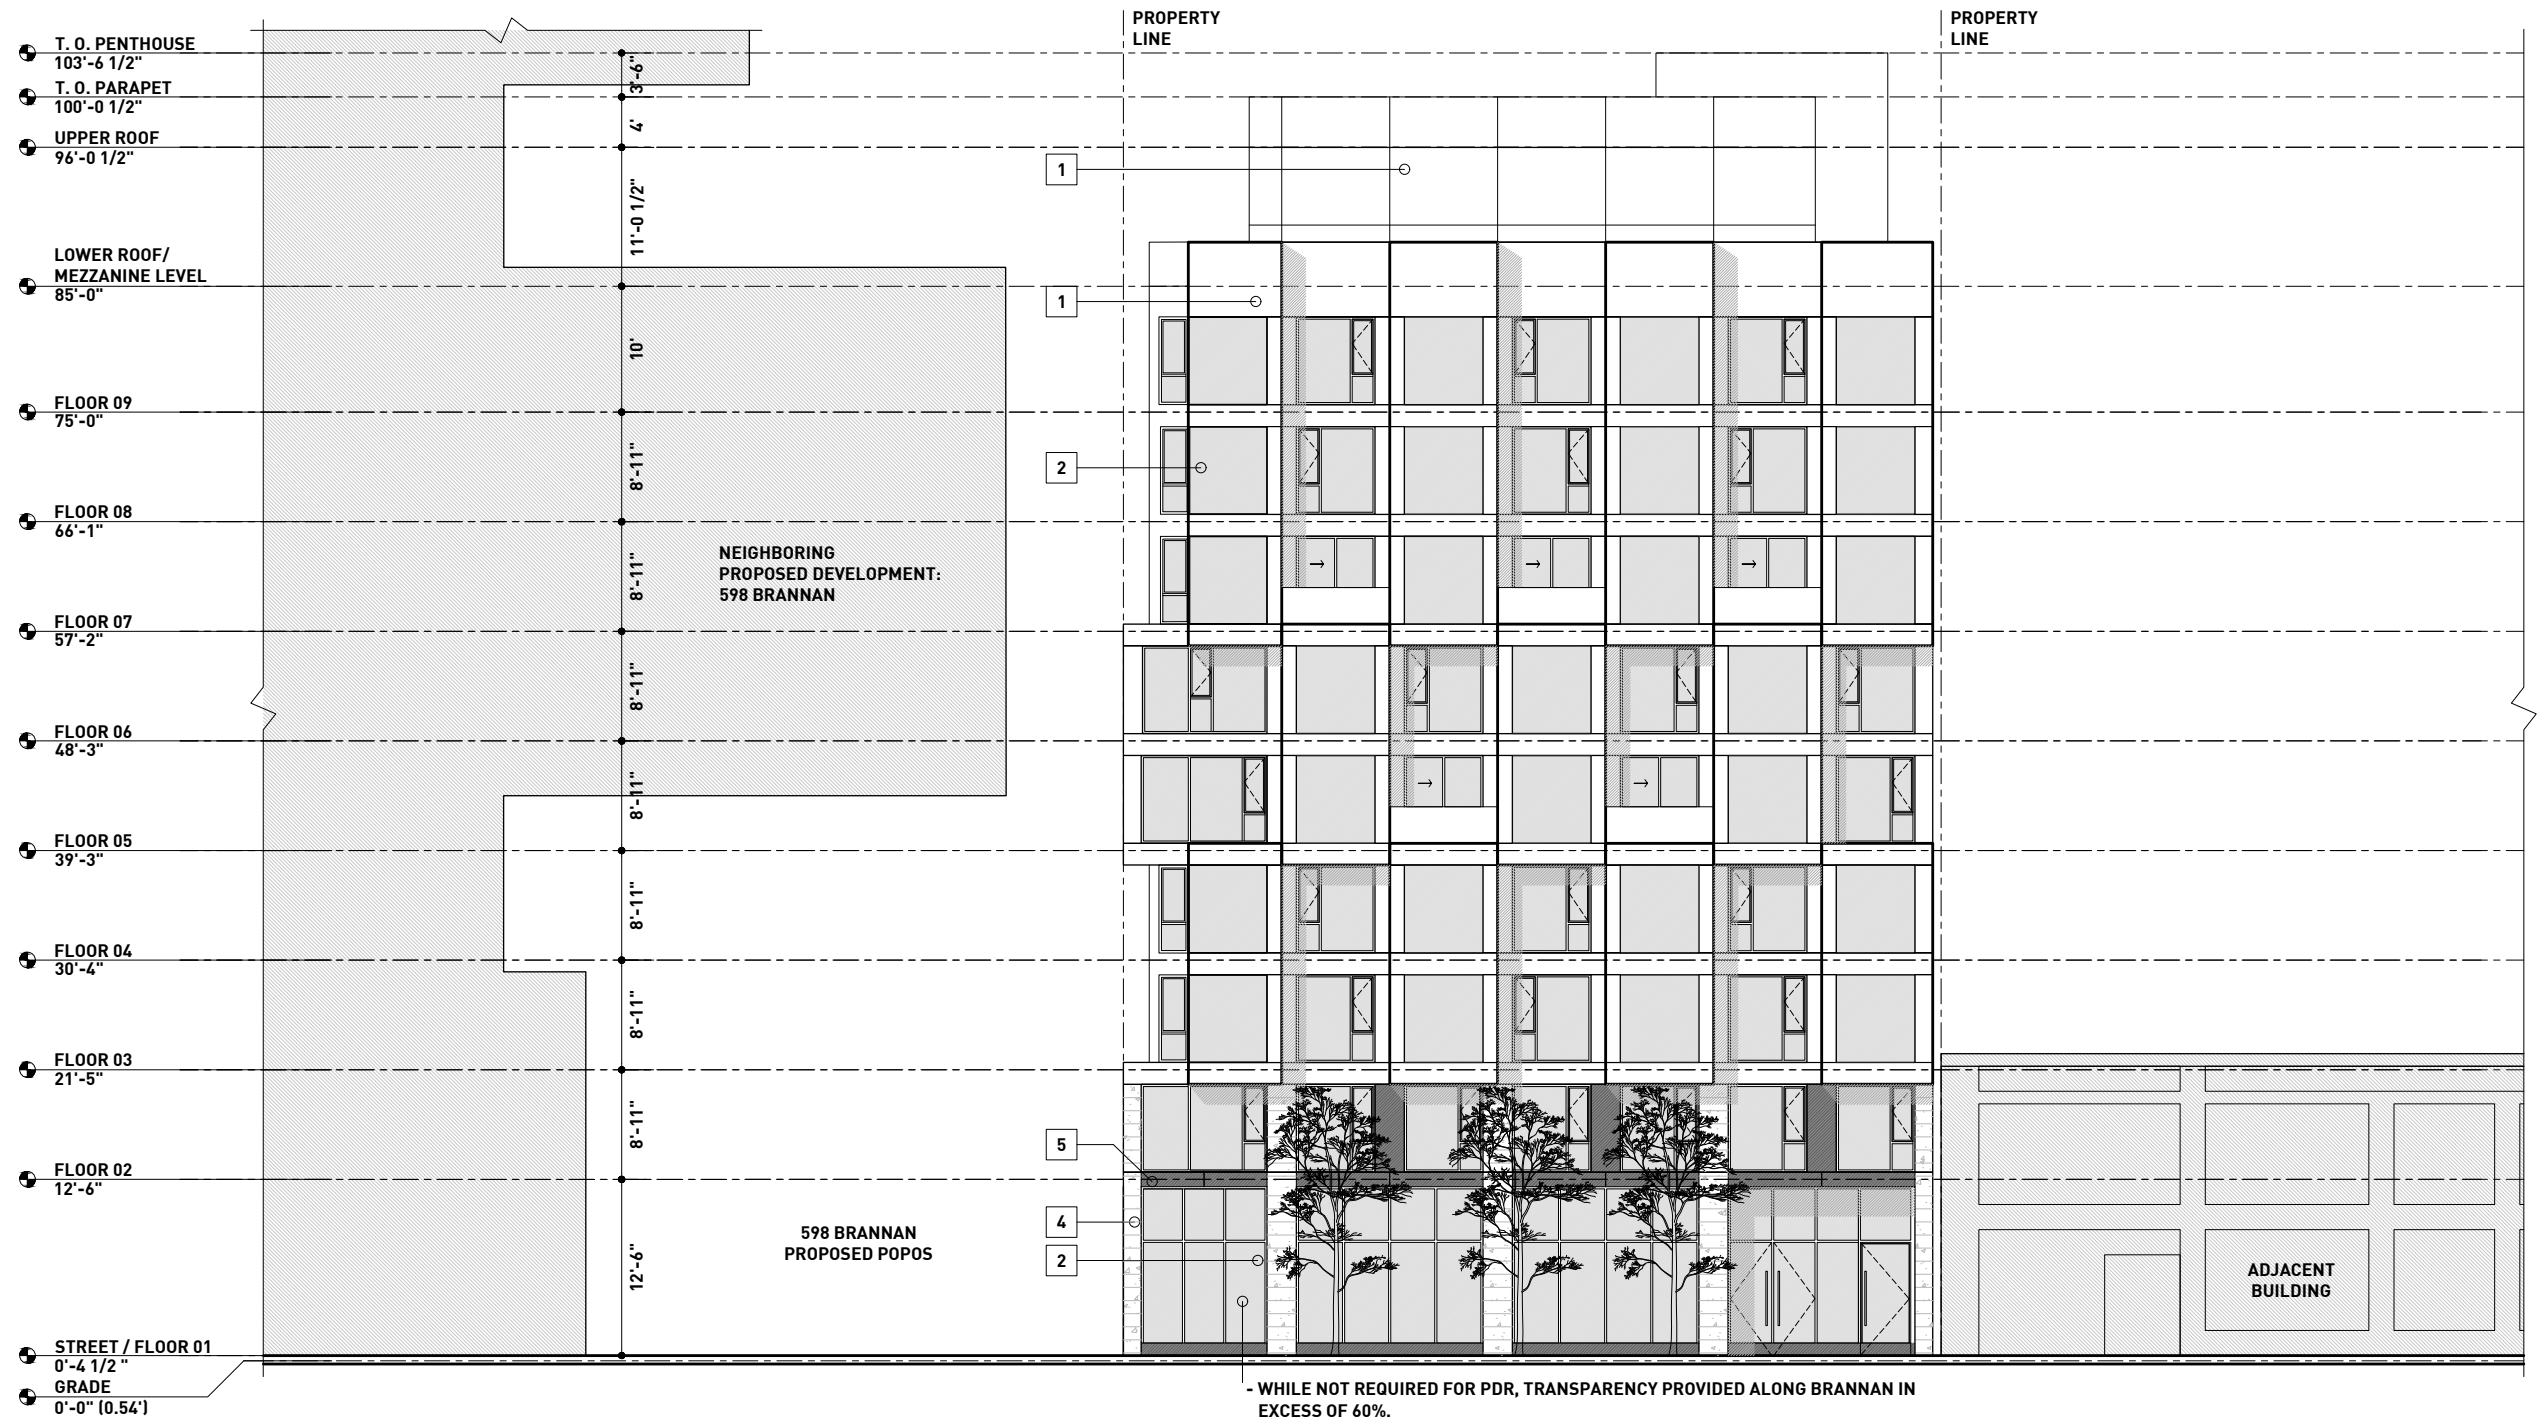 PROPERTY
LINE
PROPERTY
LINE
T. O. PENTHOUSE
103'-6 1/2"
3'-6"
T. O. PARAPET
100'-0 1/2"
4'
UPPER ROOF
96'-0 1/2"
1
11'-0 1/2"
LOWER ROOF/
MEZZANINE LEVEL
85'-0"
1
10'
FLOOR 09
75'-0"
8'-11"
2
FLOOR 08
66'-1"
8'-11"
NEIGHBORING
PROPOSED DEVELOPMENT:
598 BRANNAN
FLOOR 07
57'-2"
8'-11"
FLOOR 06
48'-3"
8'-11"
FLOOR 05
39'-3"
8'-11"
FLOOR 04
30'-4"
8'-11"
FLOOR 03
21'-5"
8'-11"
5
FLOOR 02
12'-6"
4
598 BRANNAN
PROPOSED POPOS
2
12'-6"
ADJACENT
BUILDING
STREET / FLOOR 01
0'-4 1/2 "
GRADE
0'-0" (0.54')
- WHILE NOT REQUIRED FOR PDR, TRANSPARENCY PROVIDED ALONG BRANNAN IN
EXCESS OF 60%.